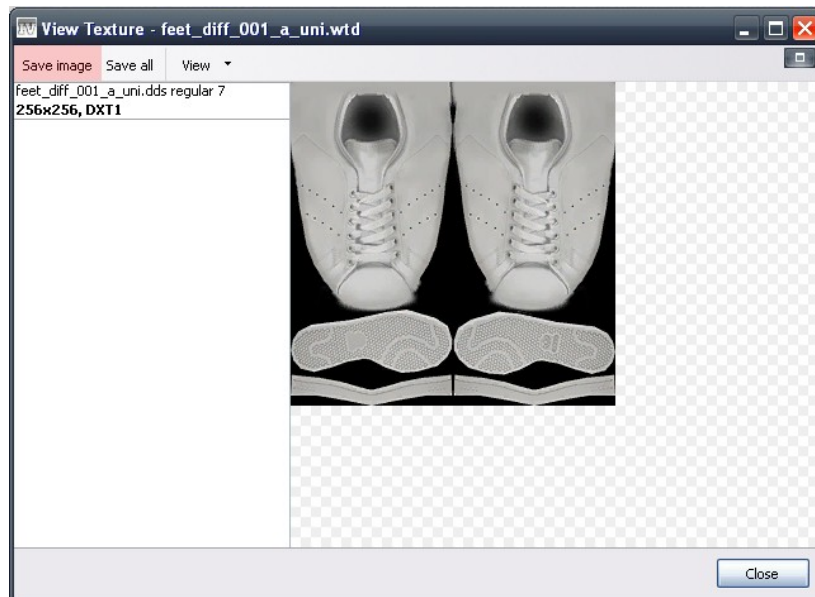 View Texture - feet_diff_001_a_uni.wtd
Save image Save all View
feet_diff_001_a_uni.dds regular 7
256x256, DXT1
Close